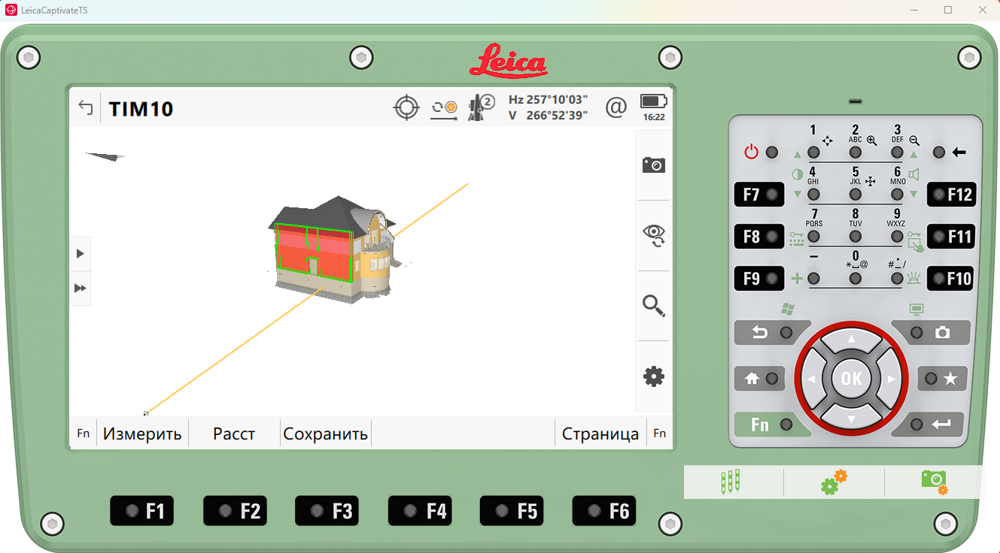 LeicaCaptivateTS
Leica
TIM10
2
Hz 257°10'03"
V 266°52'39"
@
16:22
Fn Измерить Расст Сохранить Страница Fn
F1 F2 F3 F4 F5 F6
1 2 ABC 3 DEF
4 GHI 5 JKL 6 MNO
F7 F12
7 PQRS 8 TUV 9 WXYZ
F8 F11
– 0 *␣@ #./
F9 + F10
OK
Fn